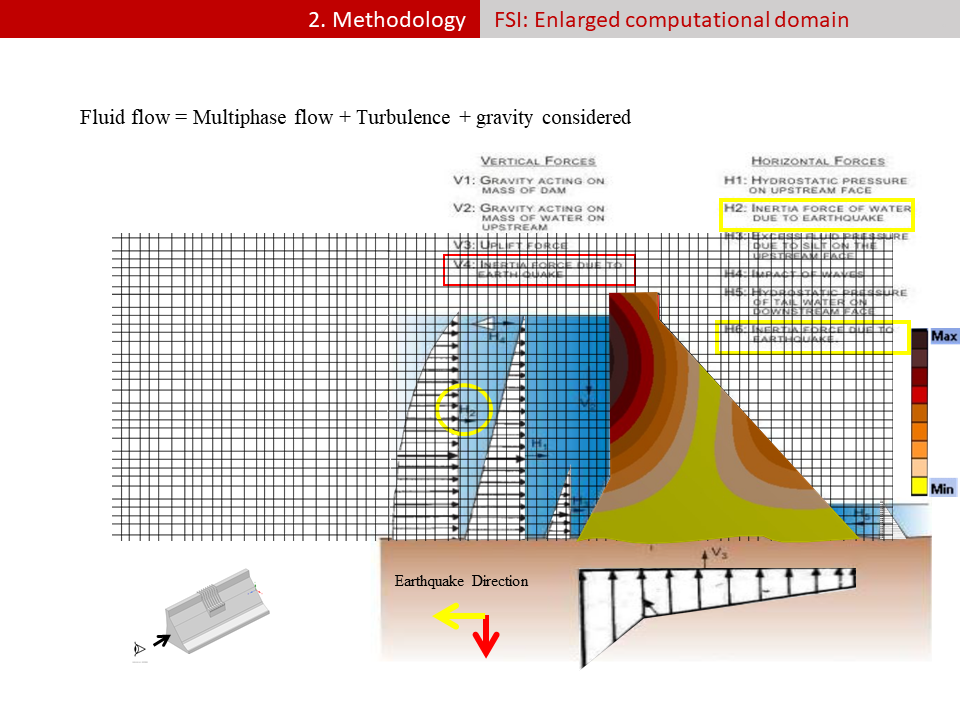 2. Methodology
FSI: Enlarged computational domain
Fluid flow = Multiphase flow + Turbulence + gravity considered
VERTICAL FORCES
V1: GRAVITY ACTING ON
MASS OF DAM
V2: GRAVITY ACTING ON
MASS OF WATER ON
UPSTREAM
V3: UPLIFT FORCE
V4: INERTIA FORCE DUE TO
EARTH QUAKE
HORIZONTAL FORCES
H1: HYDROSTATIC PRESSURE
ON UPSTREAM FACE
H2: INERTIA FORCE OF WATER
DUE TO EARTHQUAKE
H3: EXCESS FLUID PRESSURE
DUE TO SILT ON THE
UPSTREAM FACE
H4: IMPACT OF WAVES
H5: HYDROSTATIC PRESSURE
OF TAIL WATER ON
DOWNSTREAM FACE
H6: INERTIA FORCE DUE TO
EARTHQUAKE.
Max
H4
H2
H1
Min
H5
V3
Earthquake Direction